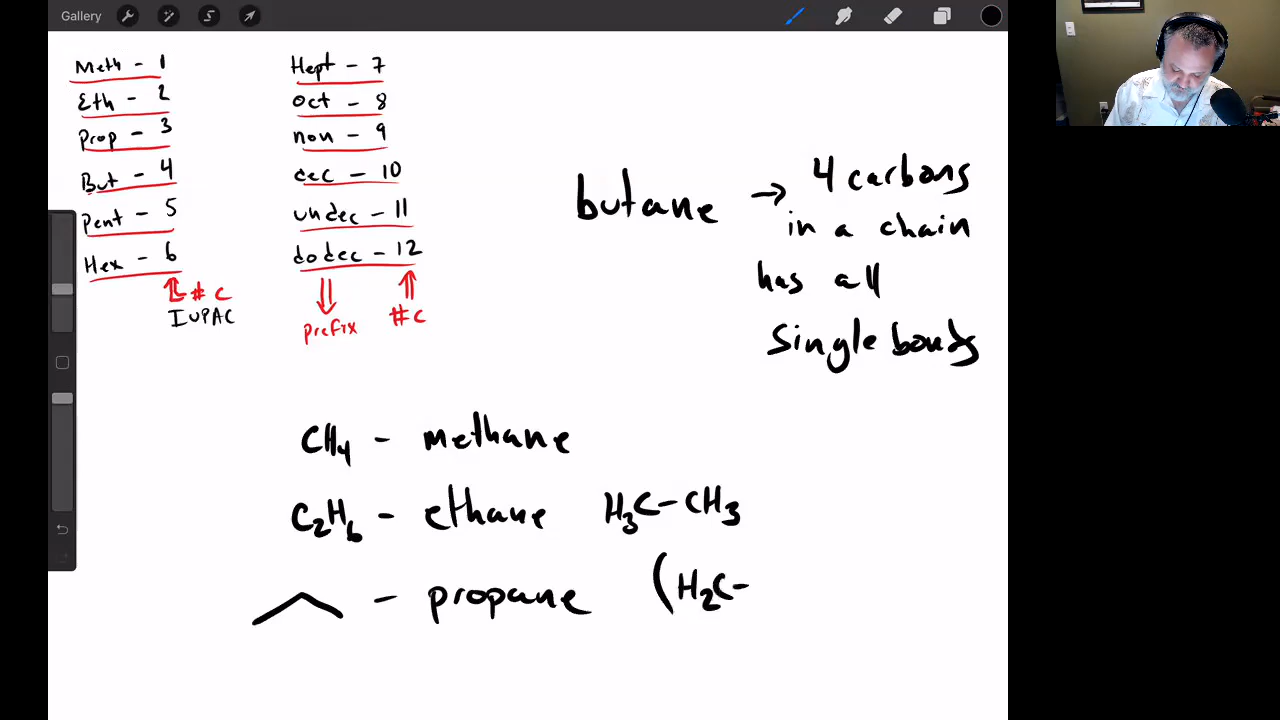 Gallery
Meth - 1
Eth - 2
Prop - 3
But - 4
Pent - 5
Hex - 6
# C
IUPAC
Hept - 7
Oct - 8
non - 9
dec - 10
undec - 11
dodec - 12
prefix
# C
butane → 4 carbons
in a chain
has all
single bonds
CH4 - methane
C2H6 - ethane H3C-CH3
- propane (H2C-